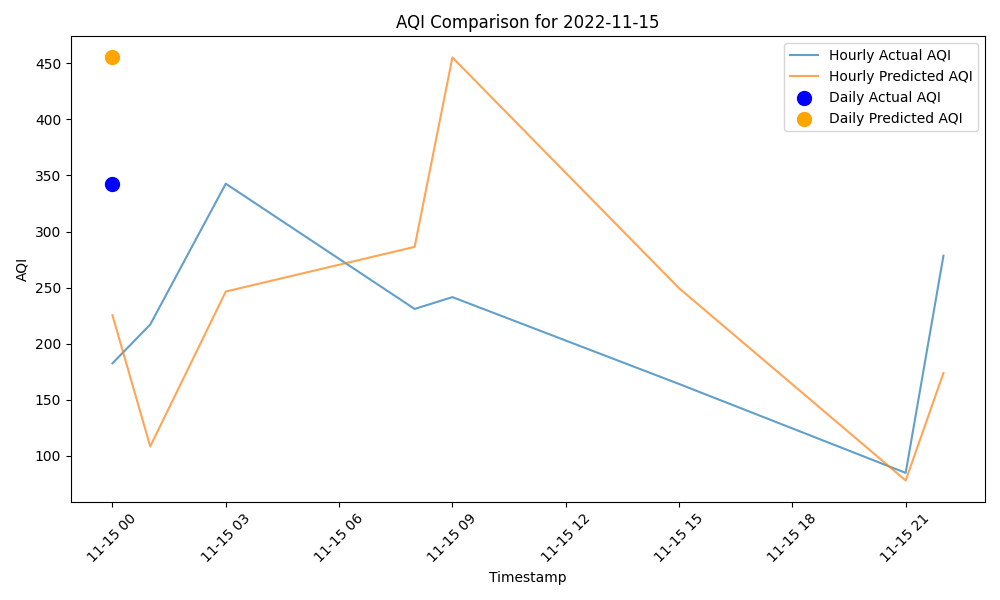 AQI Comparison for 2022-11-15
Hourly Actual AQI
Hourly Predicted AQI
Daily Actual AQI
Daily Predicted AQI
AQI
450
400
350
300
250
200
150
100
11-15 00
11-15 03
11-15 06
11-15 09
11-15 12
11-15 15
11-15 18
11-15 21
Timestamp